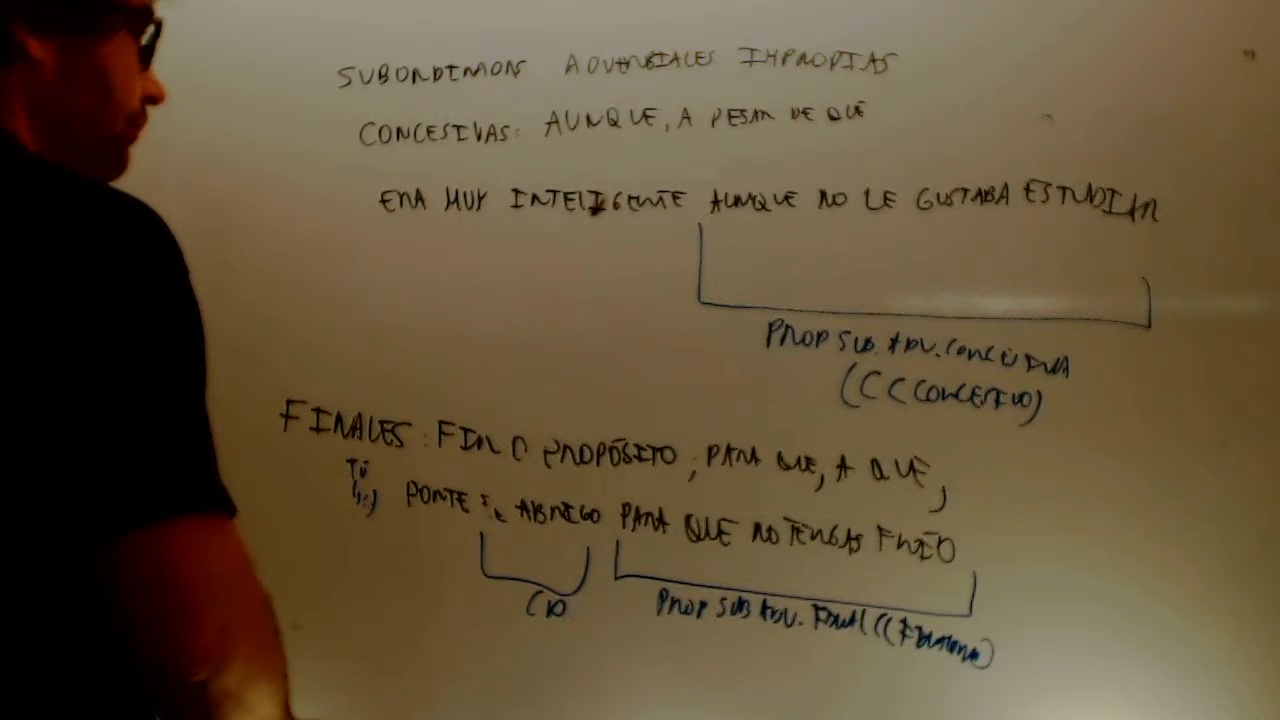 SUBORDINADAS ADVERBIALES IMPROPIAS
CONCESIVAS: AUNQUE, A PESAR DE QUE
ERA MUY INTELIGENTE AUNQUE NO LE GUSTABA ESTUDIAR
PROP SUB. ADV. CONCESIVA
(CC CONCESIVO)
FINALES: FIN O PROPÓSITO; PARA QUE, A QUE,
TÚ
PONTE EL ABRIGO PARA QUE NO TENGAS FRÍO
CD
PROP SUB ADV. FINAL (CC